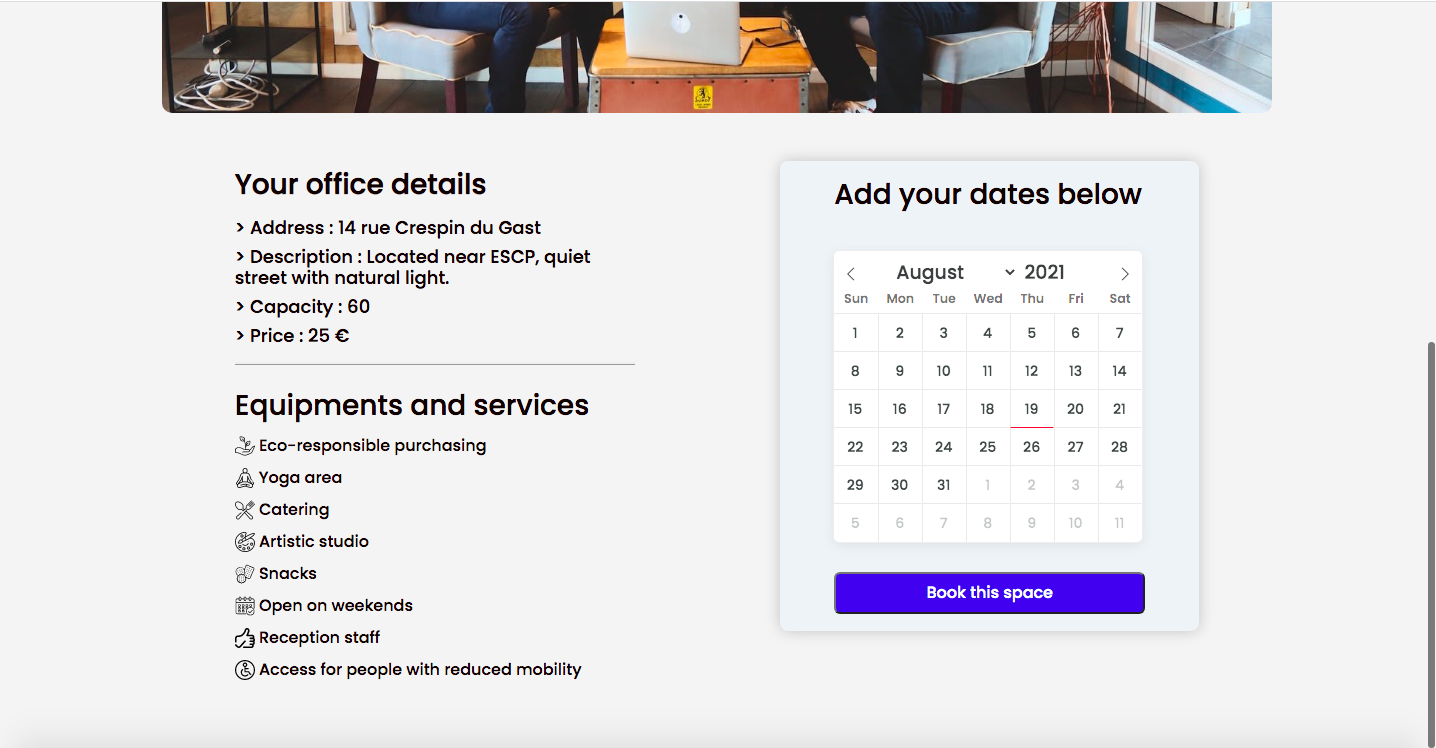 Your office details
> Address : 14 rue Crespin du Gast
> Description : Located near ESCP, quiet
street with natural light.
> Capacity : 60
> Price : 25 €
Equipments and services
Eco-responsible purchasing
Yoga area
Catering
Artistic studio
Snacks
Open on weekends
Reception staff
Access for people with reduced mobility
Add your dates below
August 2021
Sun Mon Tue Wed Thu Fri Sat
1 2 3 4 5 6 7
8 9 10 11 12 13 14
15 16 17 18 19 20 21
22 23 24 25 26 27 28
29 30 31 1 2 3 4
5 6 7 8 9 10 11
Book this space